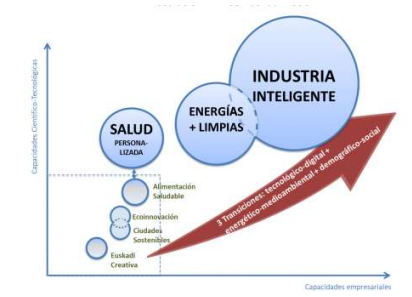 INDUSTRIA
INTELIGENTE
ENERGÍAS
+ LIMPIAS
SALUD
PERSONA-
LIZADA
Capacidades Científico-Tecnológicas
Alimentación
Saludable
Ecoinnovación
Ciudades
Sostenibles
Euskadi
Creativa
3 Transiciones: tecnológico-digital +
energético-medioambiental + demográfico-social
Capacidades empresariales